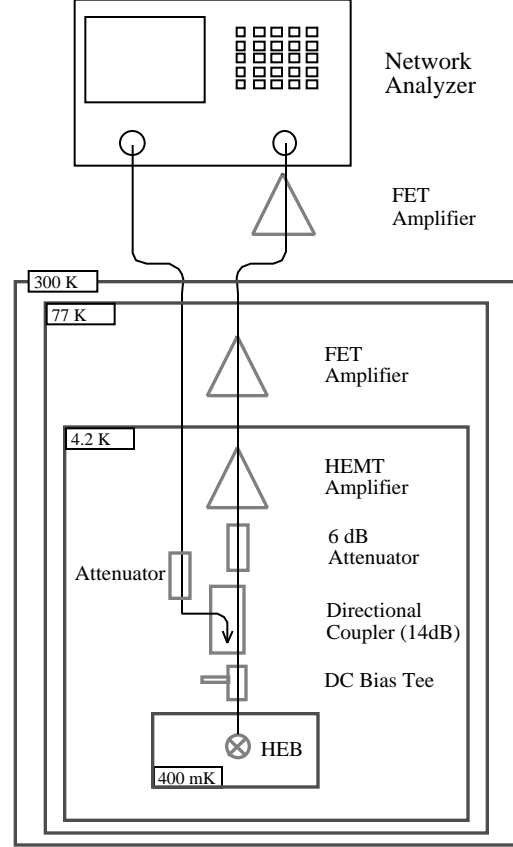 Network
Analyzer
FET
Amplifier
300 K
77 K
FET
Amplifier
4.2 K
HEMT
Amplifier
6 dB
Attenuator
Attenuator
Directional
Coupler (14dB)
DC Bias Tee
HEB
400 mK